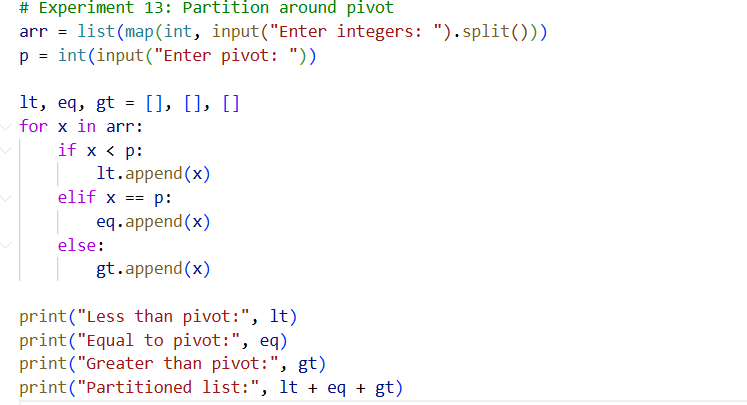 # Experiment 13: Partition around pivot
arr = list(map(int, input("Enter integers: ").split()))
p = int(input("Enter pivot: "))

lt, eq, gt = [], [], []
for x in arr:
    if x < p:
        lt.append(x)
    elif x == p:
        eq.append(x)
    else:
        gt.append(x)

print("Less than pivot:", lt)
print("Equal to pivot:", eq)
print("Greater than pivot:", gt)
print("Partitioned list:", lt + eq + gt)